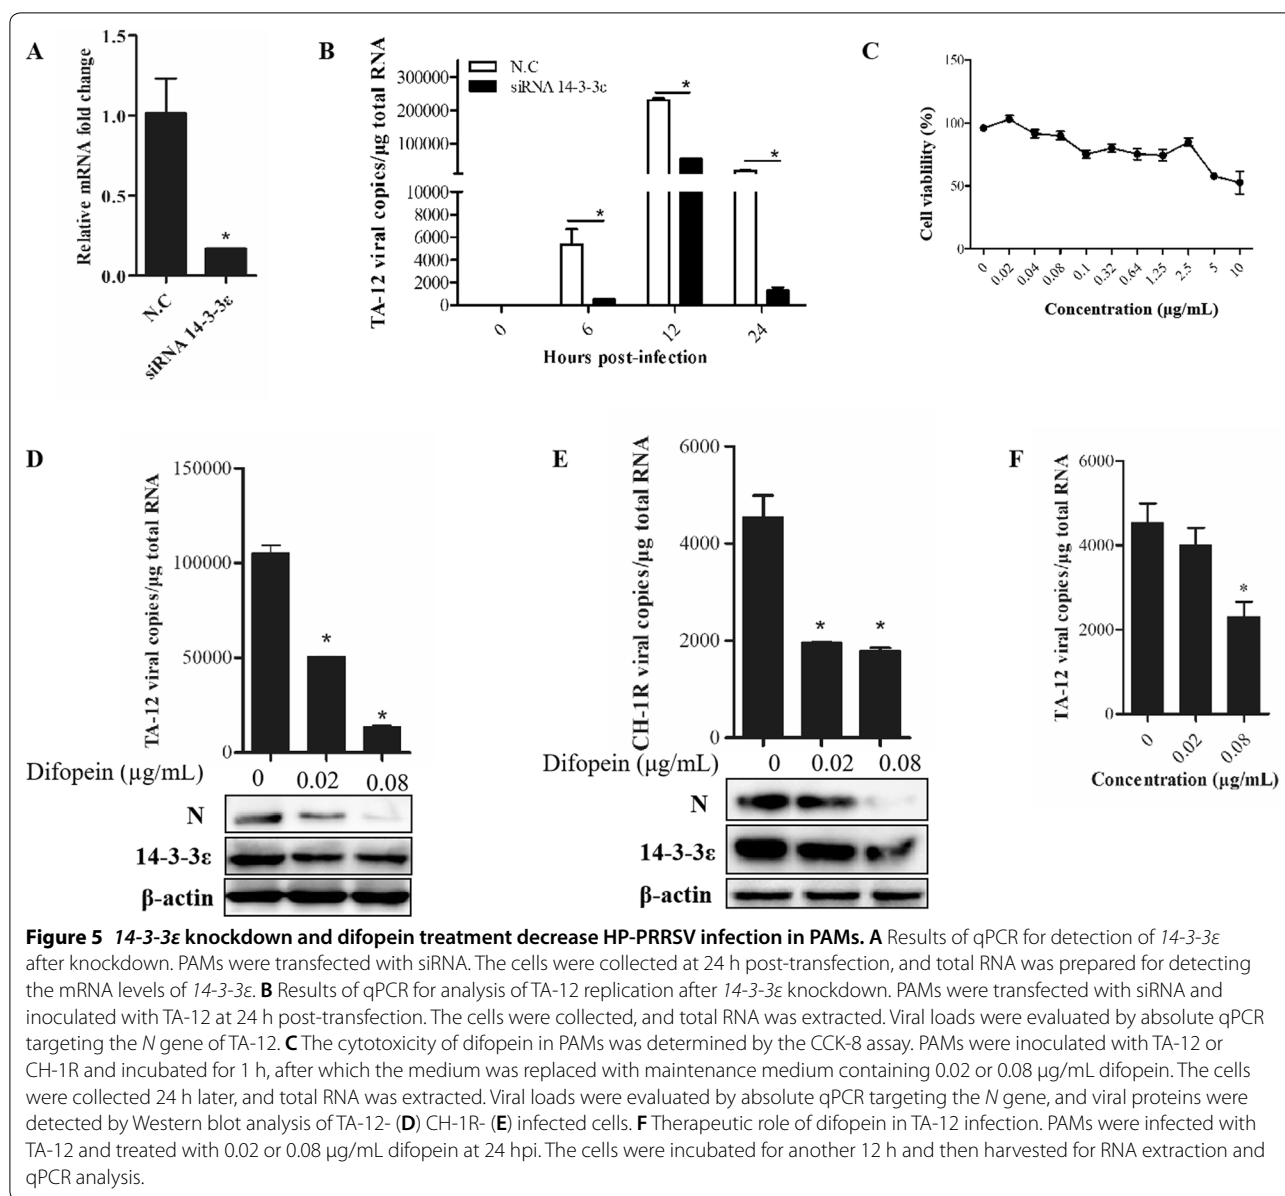 A
1.5
1.0
0.5
0.0
Relative mRNA fold change
*
N.C
siRNA 14-3-3ε
B
TA-12 viral copies/μg total RNA
300000
200000
100000
10000
8000
6000
4000
2000
0
N.C
siRNA 14-3-3ε
*
*
*
0
6
12
24
Hours post-infection
C
Cell viablility (%)
150
100
50
0
0
0.02
0.04
0.08
0.1
0.32
0.64
1.25
2.5
5
10
Concentration (μg/mL)
D
TA-12 viral copies/μg total RNA
150000
100000
50000
0
*
*
Difopein (μg/mL)
0 0.02 0.08
N
14-3-3ε
β-actin
E
CH-1R viral copies/μg total RNA
6000
4000
2000
0
* *
Difopein (μg/mL)
0 0.02 0.08
N
14-3-3ε
β-actin
F
TA-12 viral copies/μg total RNA
6000
4000
2000
0
*
0
0.02
0.08
Concentration (μg/mL)
Figure 5 14-3-3ε knockdown and difopein treatment decrease HP-PRRSV infection in PAMs. A Results of qPCR for detection of 14-3-3ε
after knockdown. PAMs were transfected with siRNA. The cells were collected at 24 h post-transfection, and total RNA was prepared for detecting
the mRNA levels of 14-3-3ε. B Results of qPCR for analysis of TA-12 replication after 14-3-3ε knockdown. PAMs were transfected with siRNA and
inoculated with TA-12 at 24 h post-transfection. The cells were collected, and total RNA was extracted. Viral loads were evaluated by absolute qPCR
targeting the N gene of TA-12. C The cytotoxicity of difopein in PAMs was determined by the CCK-8 assay. PAMs were inoculated with TA-12 or
CH-1R and incubated for 1 h, after which the medium was replaced with maintenance medium containing 0.02 or 0.08 μg/mL difopein. The cells
were collected 24 h later, and total RNA was extracted. Viral loads were evaluated by absolute qPCR targeting the N gene, and viral proteins were
detected by Western blot analysis of TA-12- (D) CH-1R- (E) infected cells. F Therapeutic role of difopein in TA-12 infection. PAMs were infected with
TA-12 and treated with 0.02 or 0.08 μg/mL difopein at 24 hpi. The cells were incubated for another 12 h and then harvested for RNA extraction and
qPCR analysis.